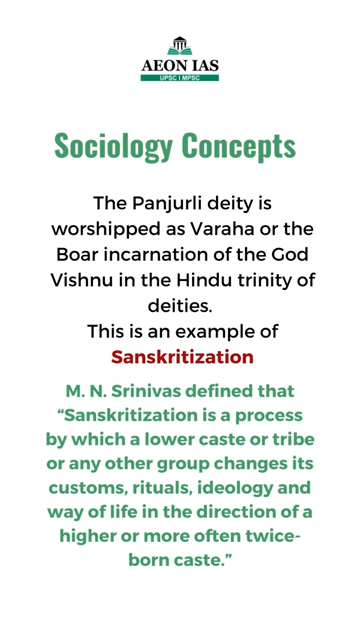 AEON IAS
UPSC I MPSC
Sociology Concepts
The Panjurli deity is
worshipped as Varaha or the
Boar incarnation of the God
Vishnu in the Hindu trinity of
deities.
This is an example of
Sanskritization
M. N. Srinivas defined that
“Sanskritization is a process
by which a lower caste or tribe
or any other group changes its
customs, rituals, ideology and
way of life in the direction of a
higher or more often twice-
born caste.”